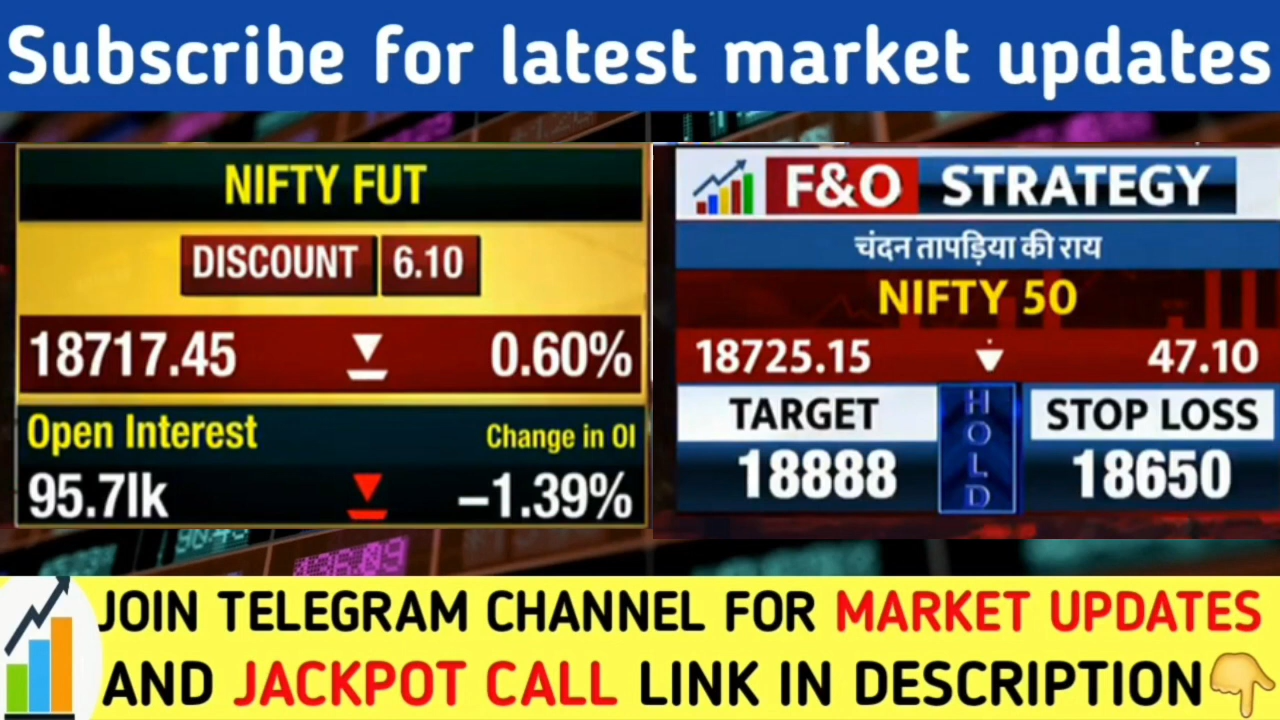 Subscribe for latest market updates
NIFTY FUT
DISCOUNT 6.10
18717.45 0.60%
Open Interest Change in OI
95.7lk -1.39%
F&O STRATEGY
चंदन तापड़िया की राय
NIFTY 50
18725.15 47.10
TARGET HOLD STOP LOSS
18888 18650
JOIN TELEGRAM CHANNEL FOR MARKET UPDATES
AND JACKPOT CALL LINK IN DESCRIPTION👇